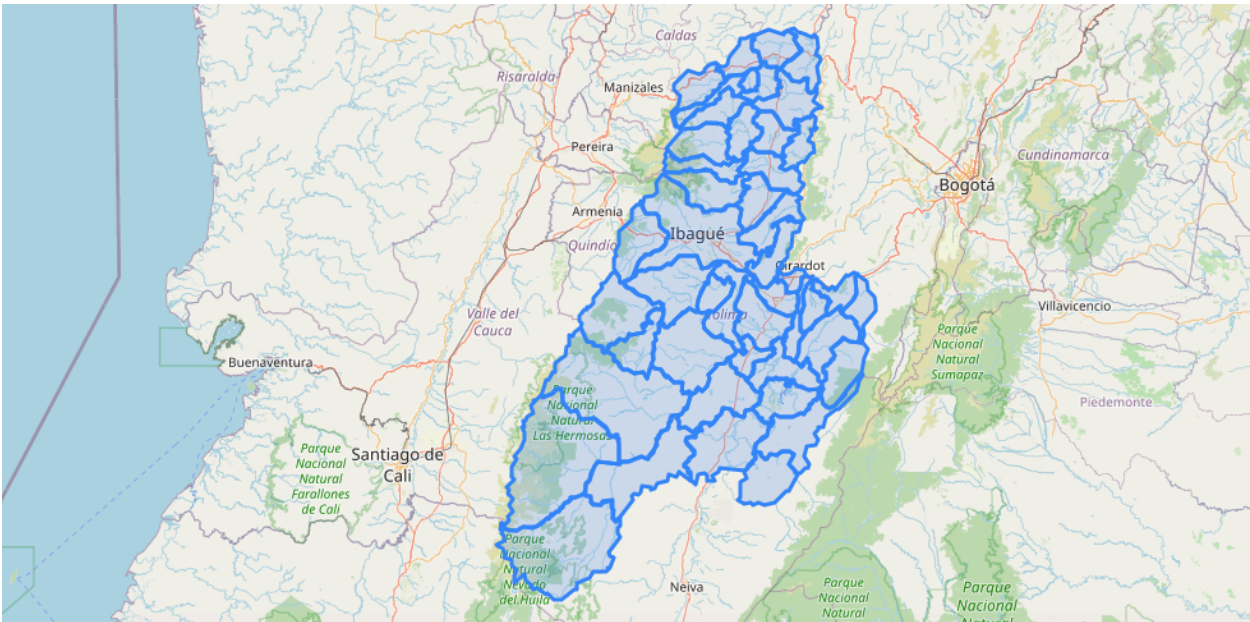 Caldas
Risaralda
Manizales
Pereira
Cundinamarca
Bogotá
Armenia
Ibagué
Quindío
Girardot
Valle del
Cauca
Villavicencio
Buenaventura
Parque
Nacional
Natural
Sumapaz
Parque
Nacional
Natural
Las Hermosas
Piedemonte
Parque
Nacional
Natural
Farallones
de Cali
Santiago de
Cali
Parque
Nacional
Natural
Nevado
del Huila
Neiva
Parque
Nacional
Natural
Parque
Nacional